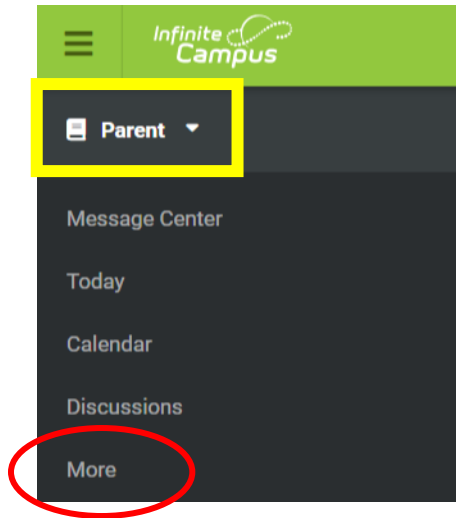 Infinite
Campus
Parent
Message Center
Today
Calendar
Discussions
More